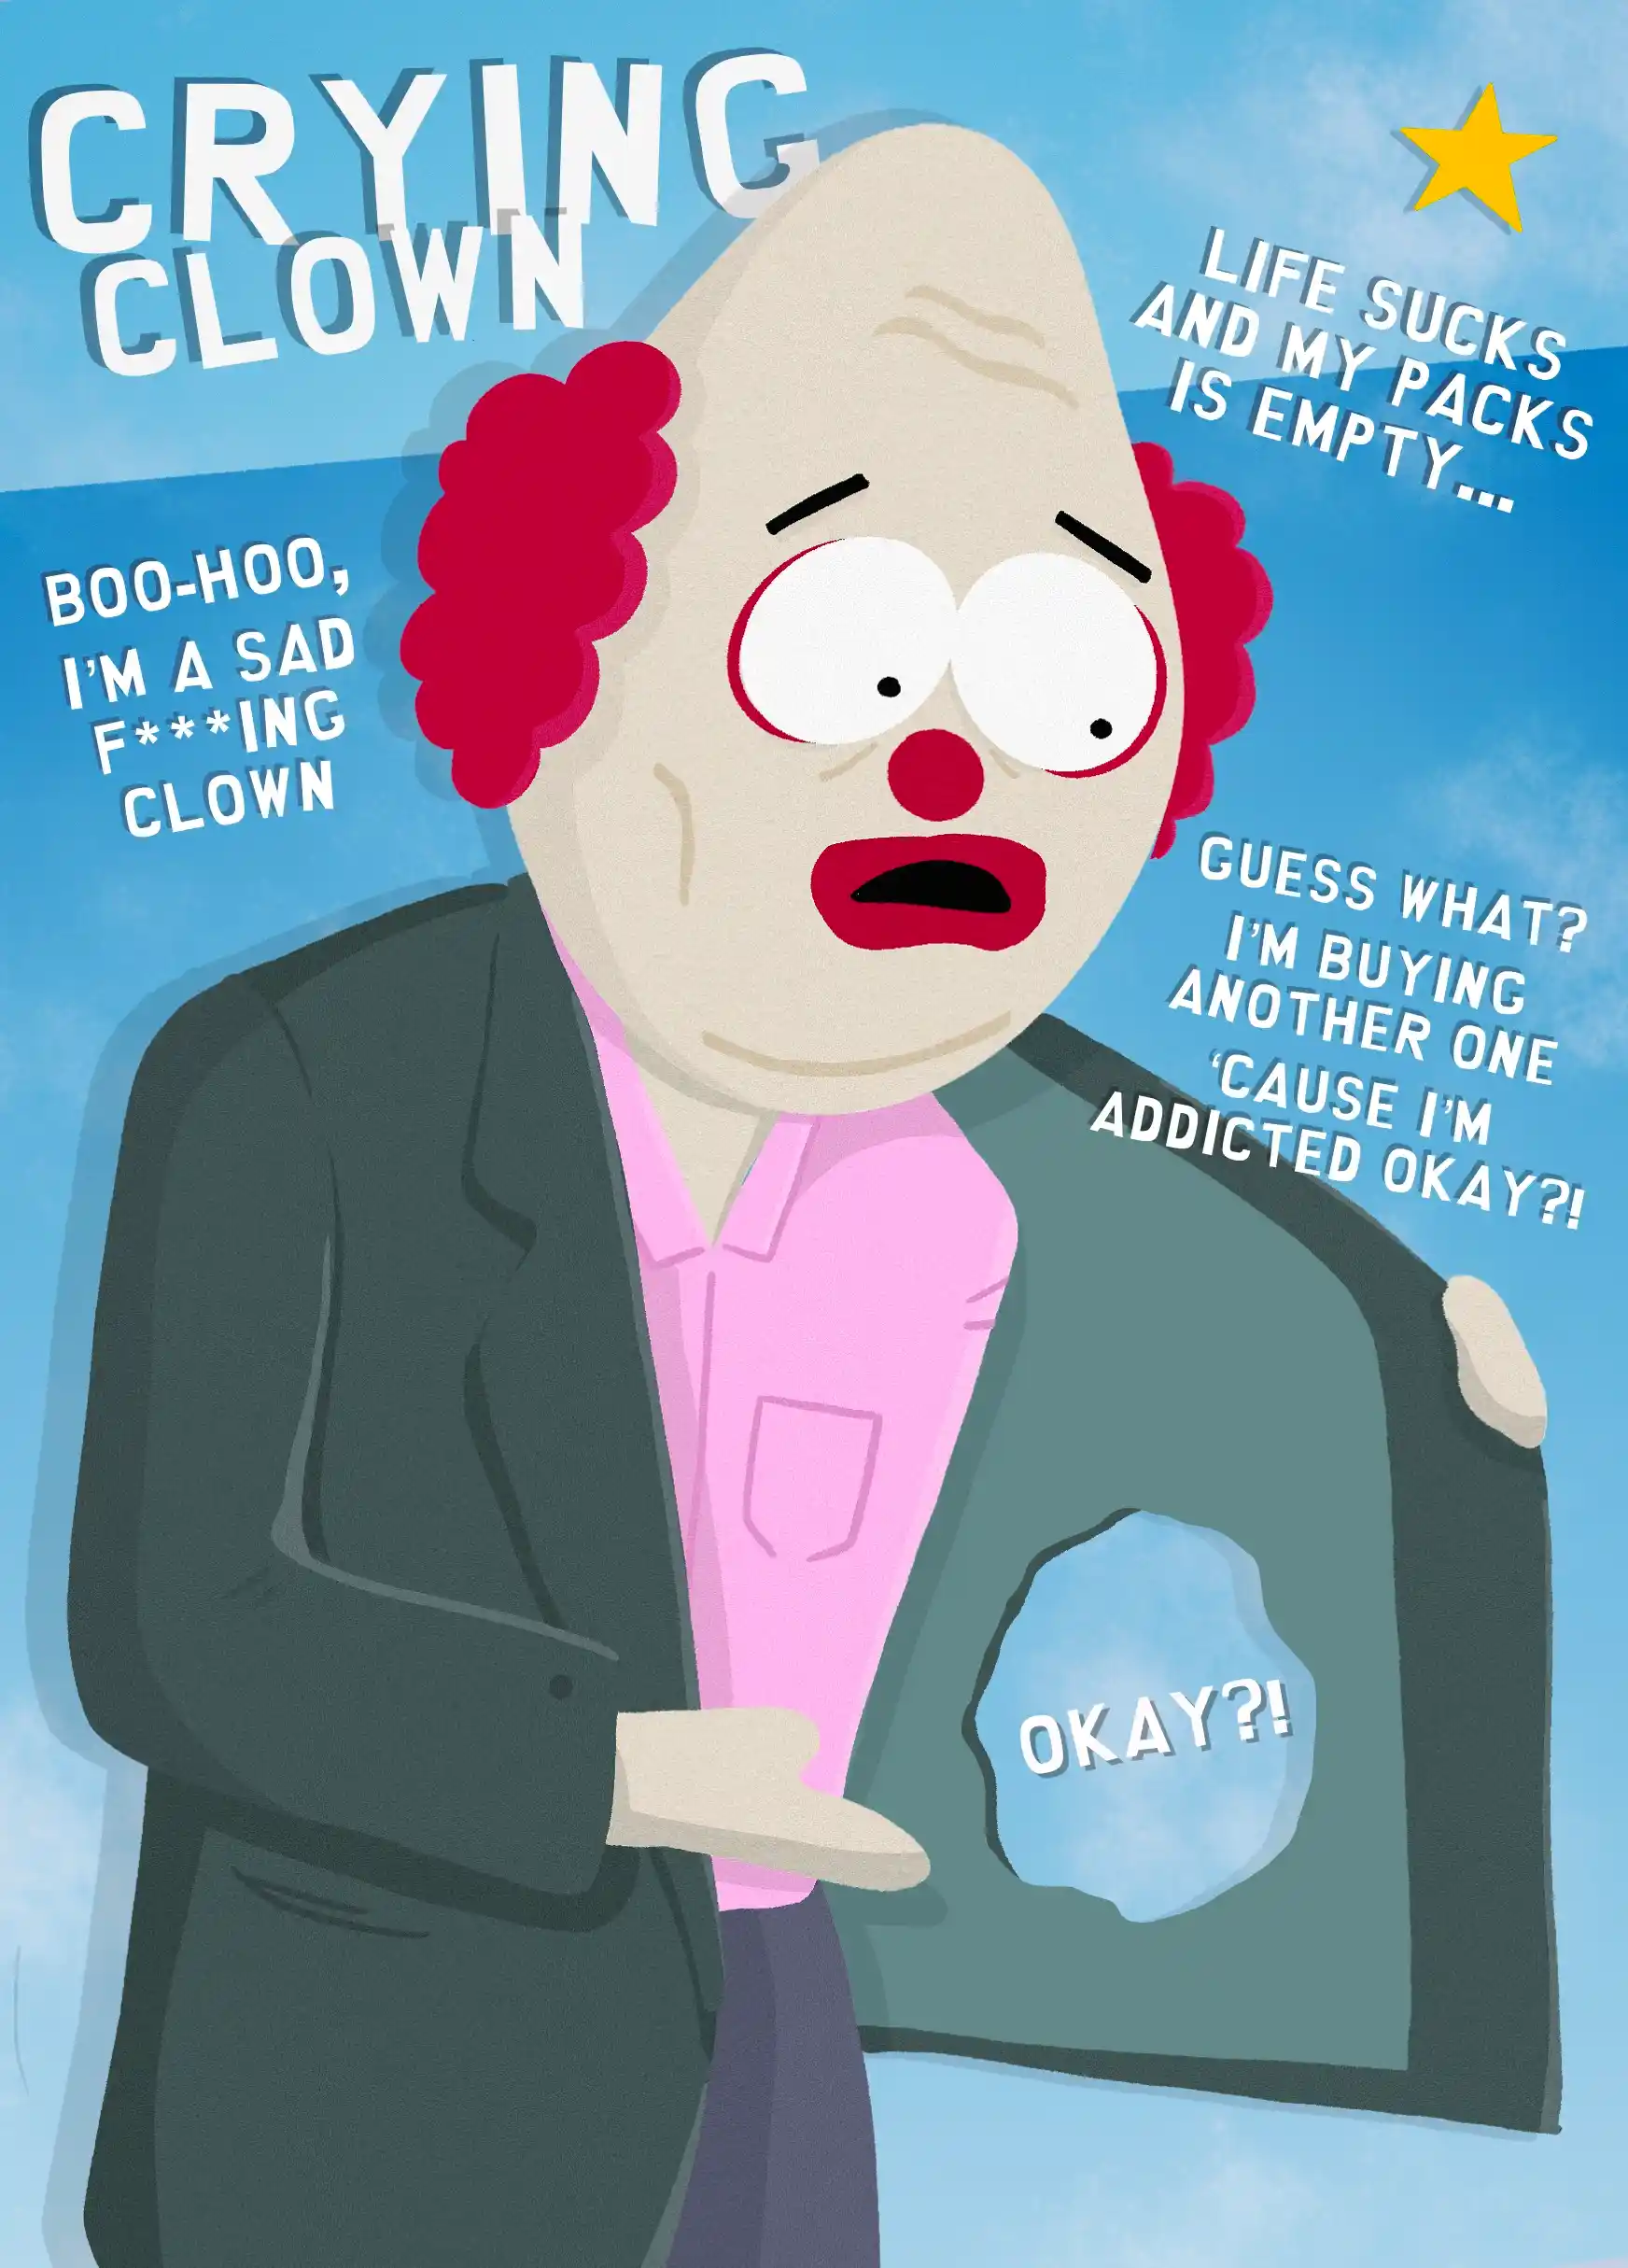 CRYING
CLOWN
LIFE SUCKS
AND MY PACKS
IS EMPTY...
BOO-HOO,
I'M A SAD
F***ING
CLOWN
GUESS WHAT?
I'M BUYING
ANOTHER ONE
‘CAUSE I'M
ADDICTED OKAY?!
OKAY?!